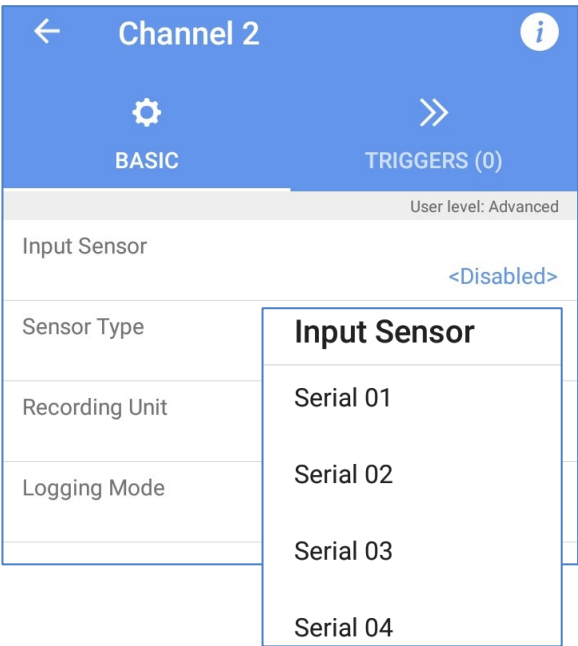 Channel 2
BASIC
TRIGGERS (0)
User level: Advanced
Input Sensor
<Disabled>
Sensor Type
Recording Unit
Logging Mode
Input Sensor
Serial 01
Serial 02
Serial 03
Serial 04